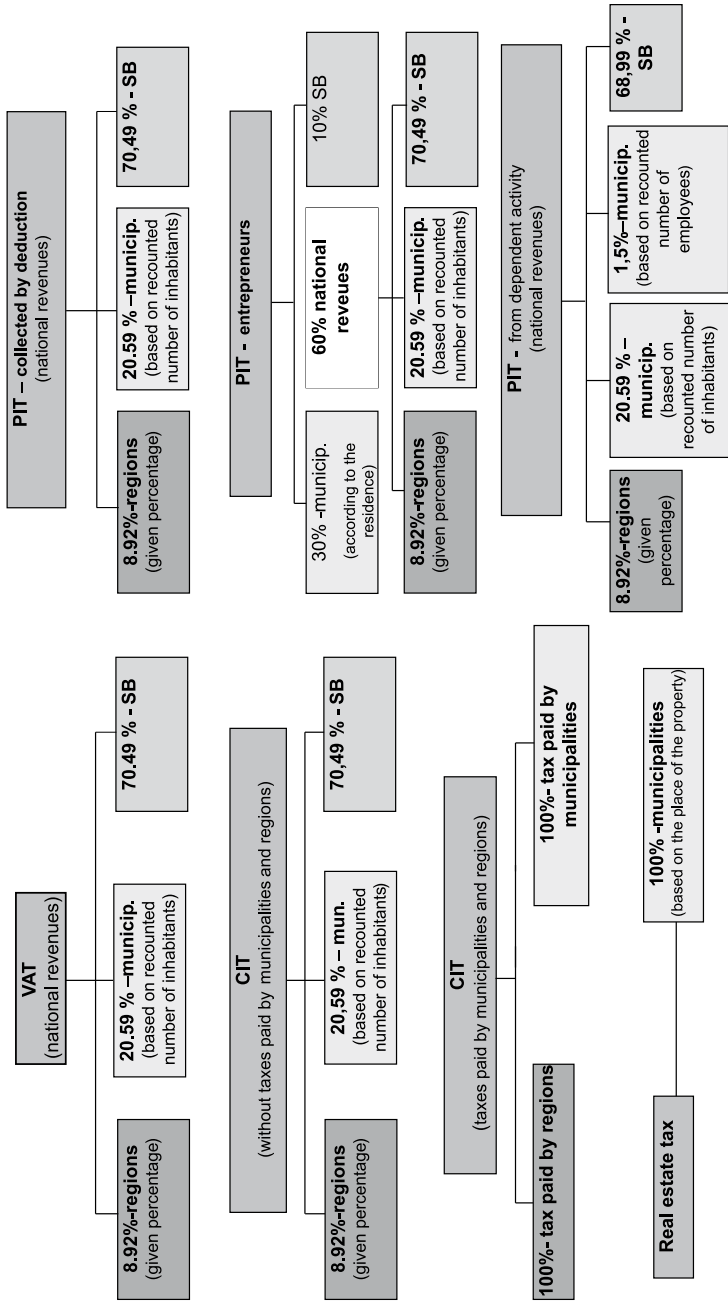 VAT
(national revenues)
8.92%-regions
(given percentage)
20.59 % –municip.
(based on recounted
number of inhabitants)
70.49 % - SB
CIT
(without taxes paid by municipalities and regions)
8.92%-regions
(given percentage)
20,59 % – mun.
(based on recounted
number of inhabitants)
70,49 % - SB
CIT
(taxes paid by municipalities and regions)
100%- tax paid by regions
100%- tax paid by
municipalities
Real estate tax
100% -municipalities
(based on the place of the property)
PIT – collected by deduction
(national revenues)
8.92%-regions
(given percentage)
20.59 % –municip.
(based on recounted
number of inhabitants)
70,49 % - SB
PIT - entrepreneurs
30% -municip.
(according to the
residence)
60% national
reveues
10% SB
8.92%-regions
(given percentage)
20.59 % –municip.
(based on recounted
number of inhabitants)
70,49 % - SB
PIT - from dependent activity
(national revenues)
8.92%-regions
(given
percentage)
20.59 % –
municip.
(based on
recounted number
of inhabitants)
1,5%–municip.
(based on recounted
number of
employees)
68,99 % -
SB